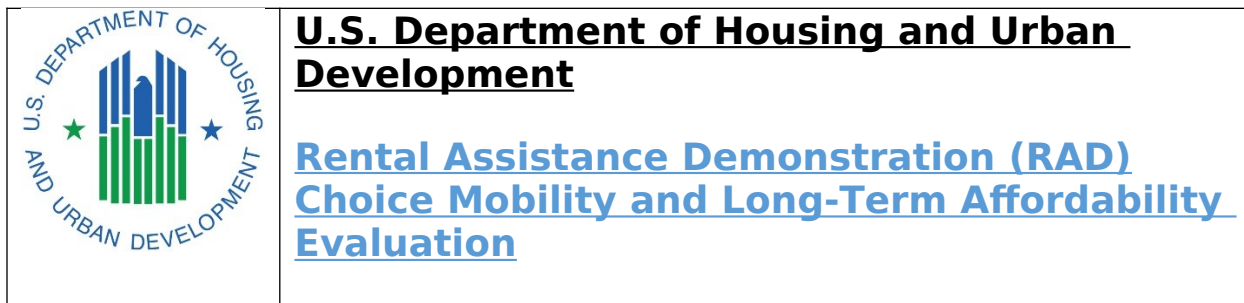 U.S. DEPARTMENT OF HOUSING
AND URBAN DEVELOPMENT
U.S. Department of Housing and Urban
Development
Rental Assistance Demonstration (RAD)
Choice Mobility and Long-Term Affordability
Evaluation